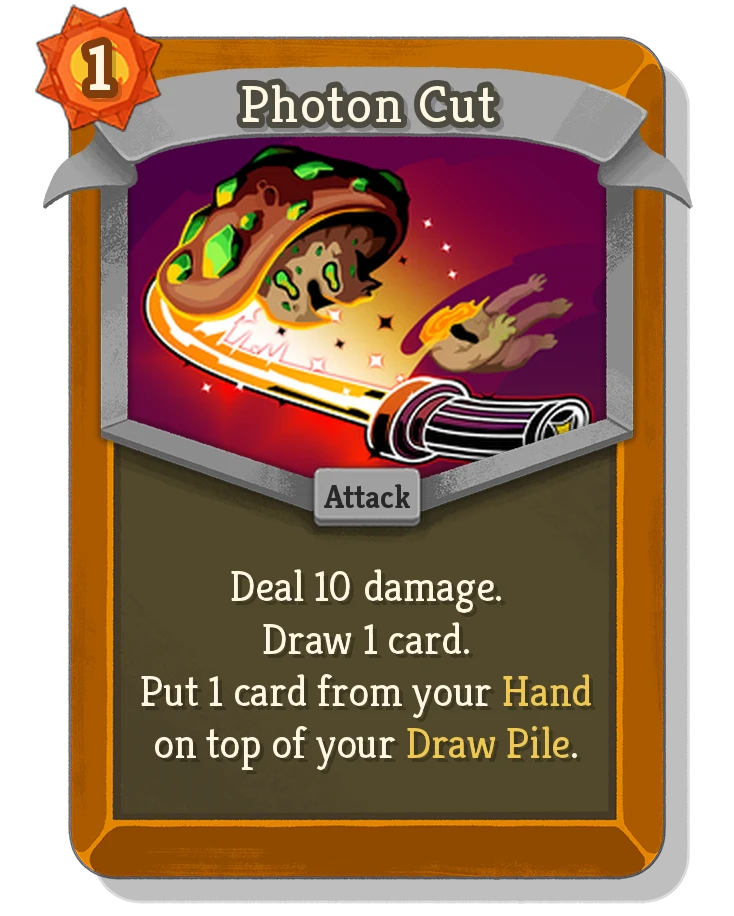 1
Photon Cut
Attack
Deal 10 damage.
Draw 1 card.
Put 1 card from your Hand
on top of your Draw Pile.